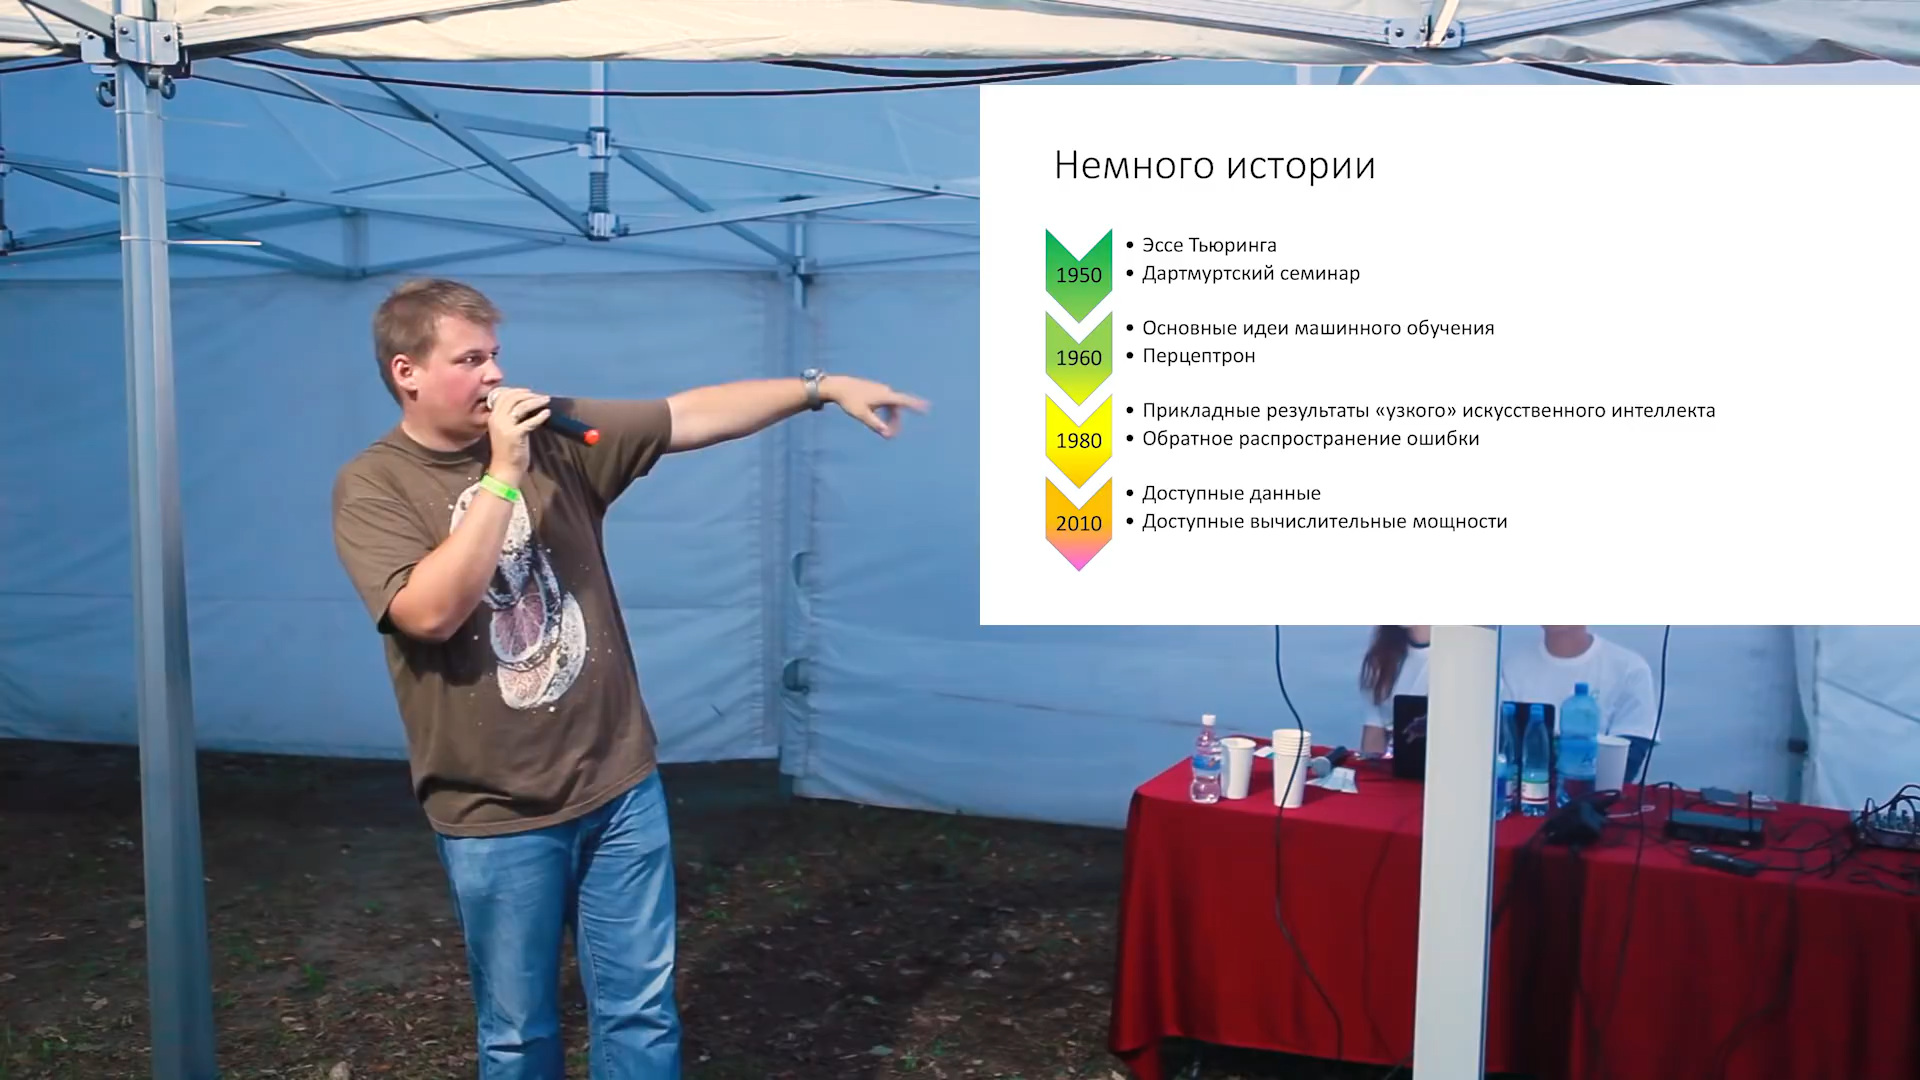 Немного истории
1950
• Эссе Тьюринга
• Дартмуртский семинар
1960
• Основные идеи машинного обучения
• Перцептрон
1980
• Прикладные результаты «узкого» искусственного интеллекта
• Обратное распространение ошибки
2010
• Доступные данные
• Доступные вычислительные мощности